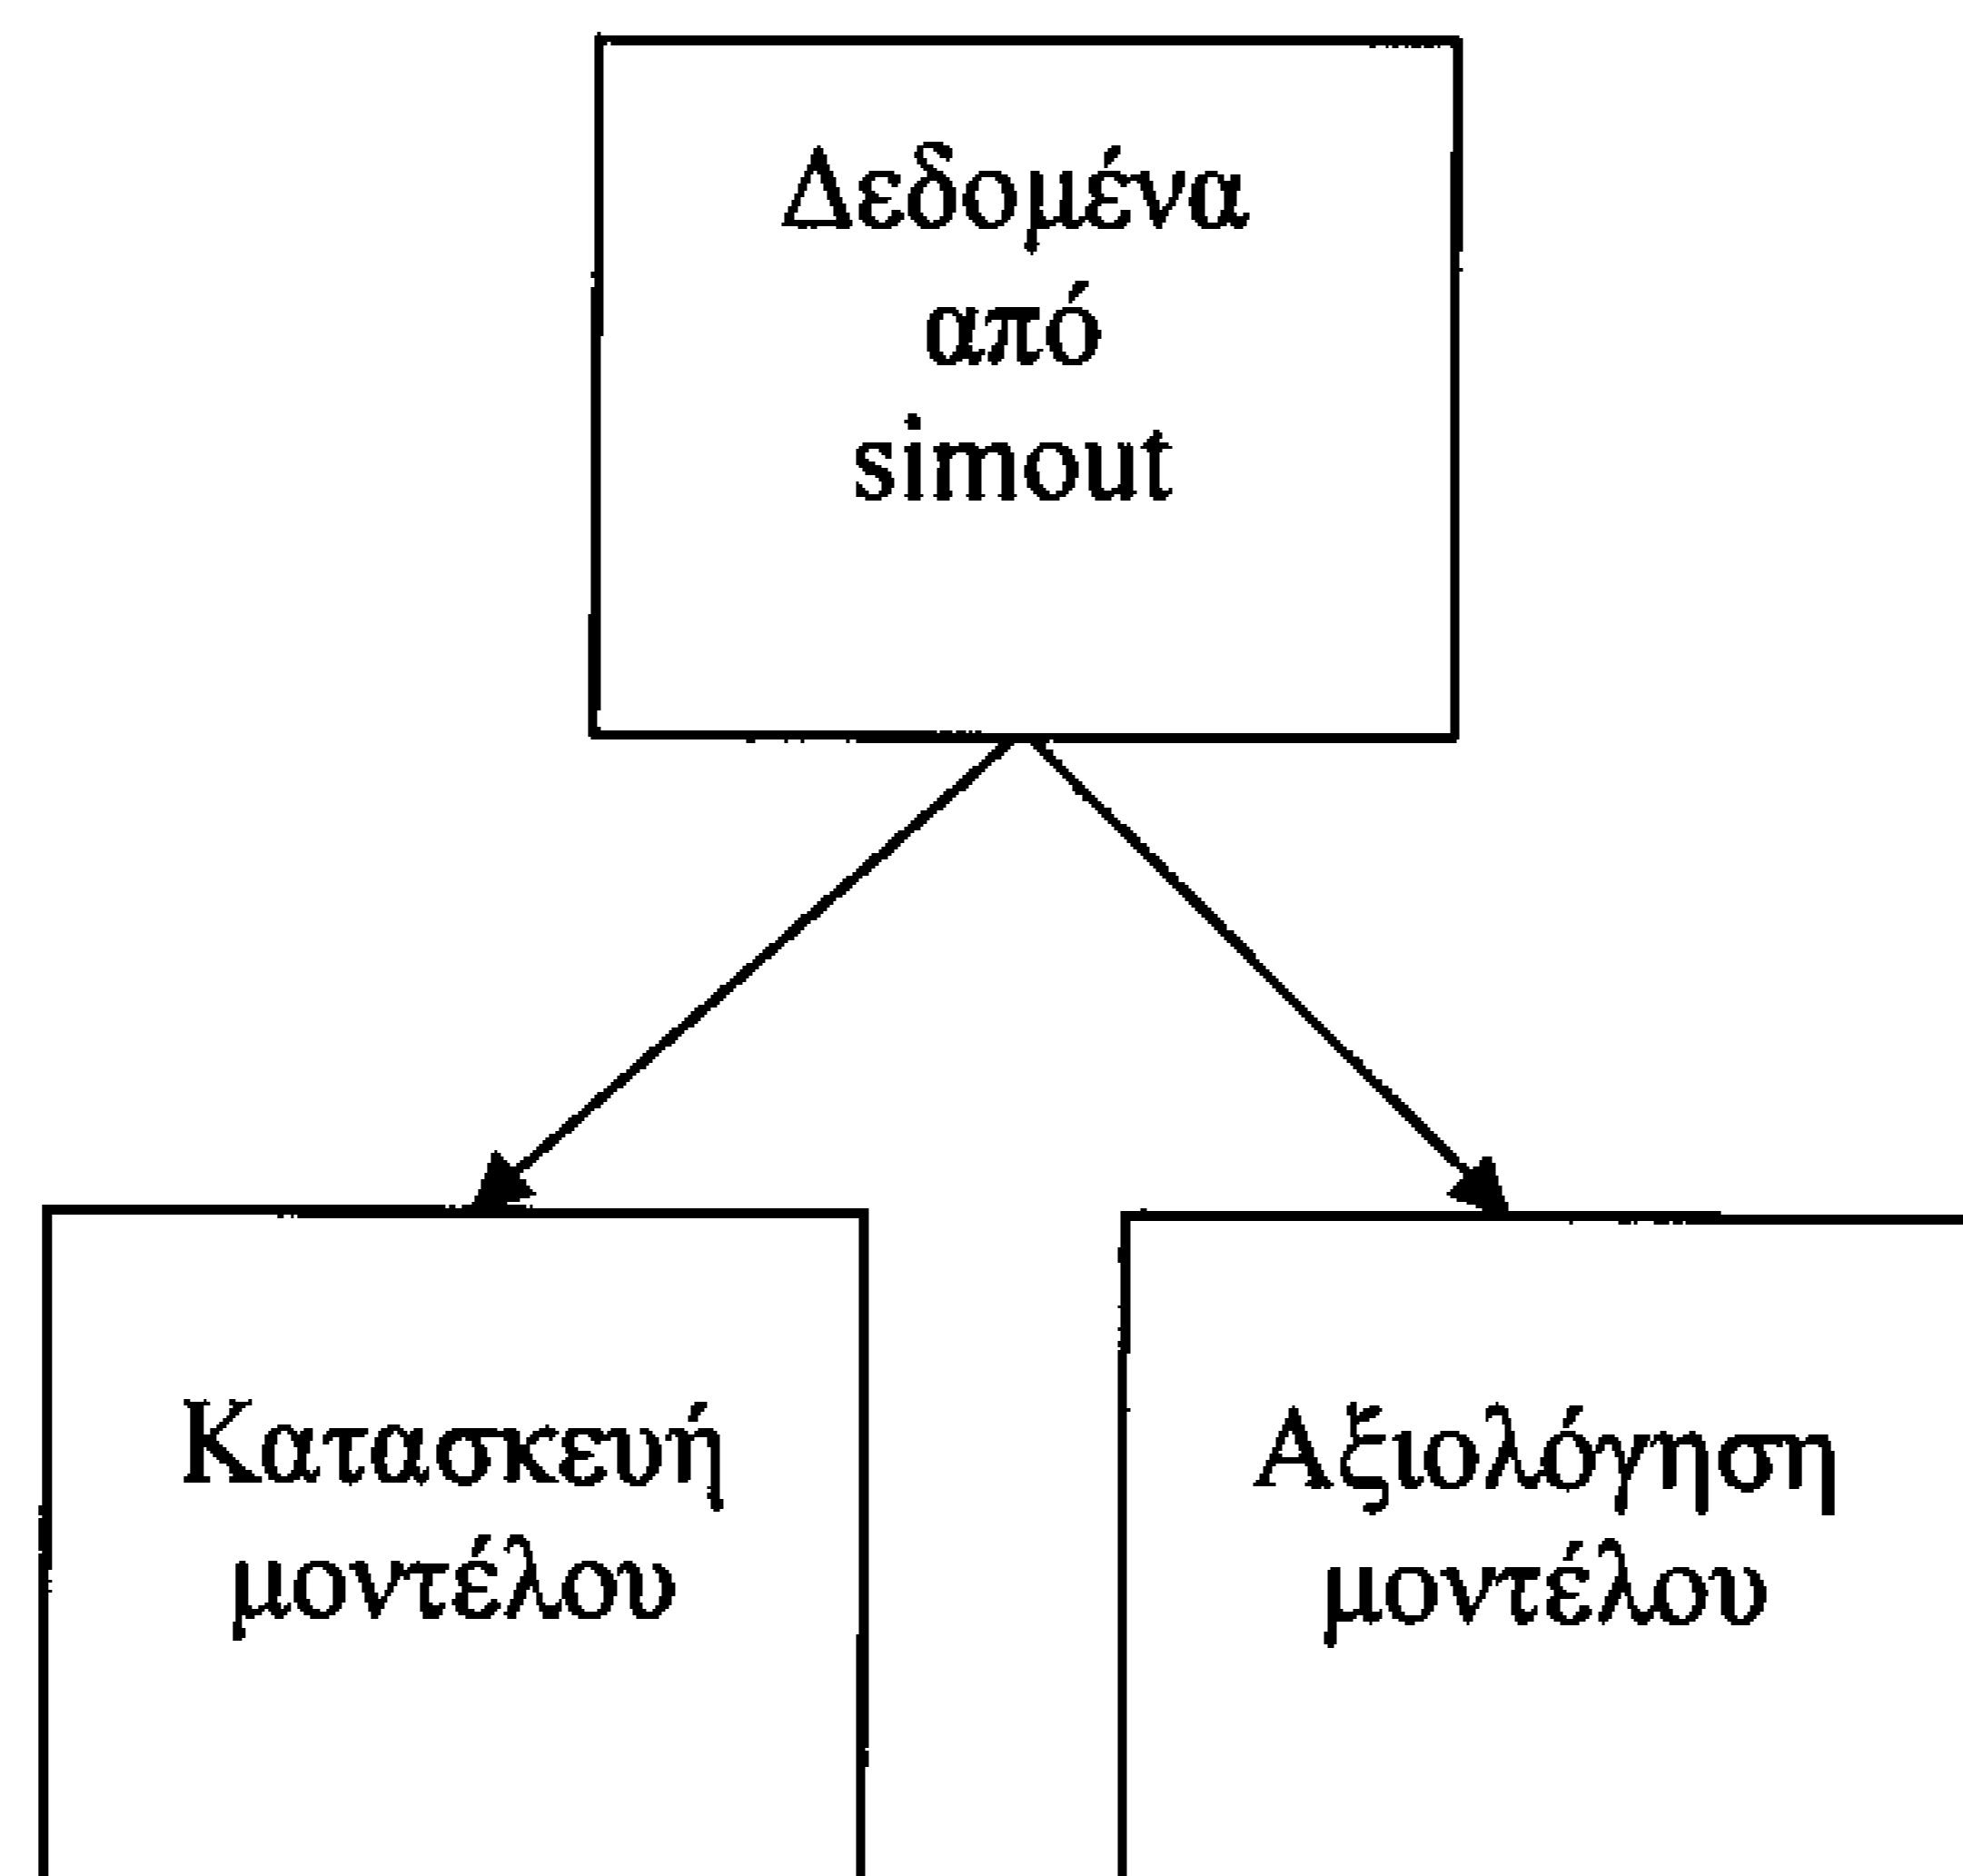 Δεδομένα
από
simout
Κατασκευή
μοντέλου
Αξιολόγηση
μοντέλου